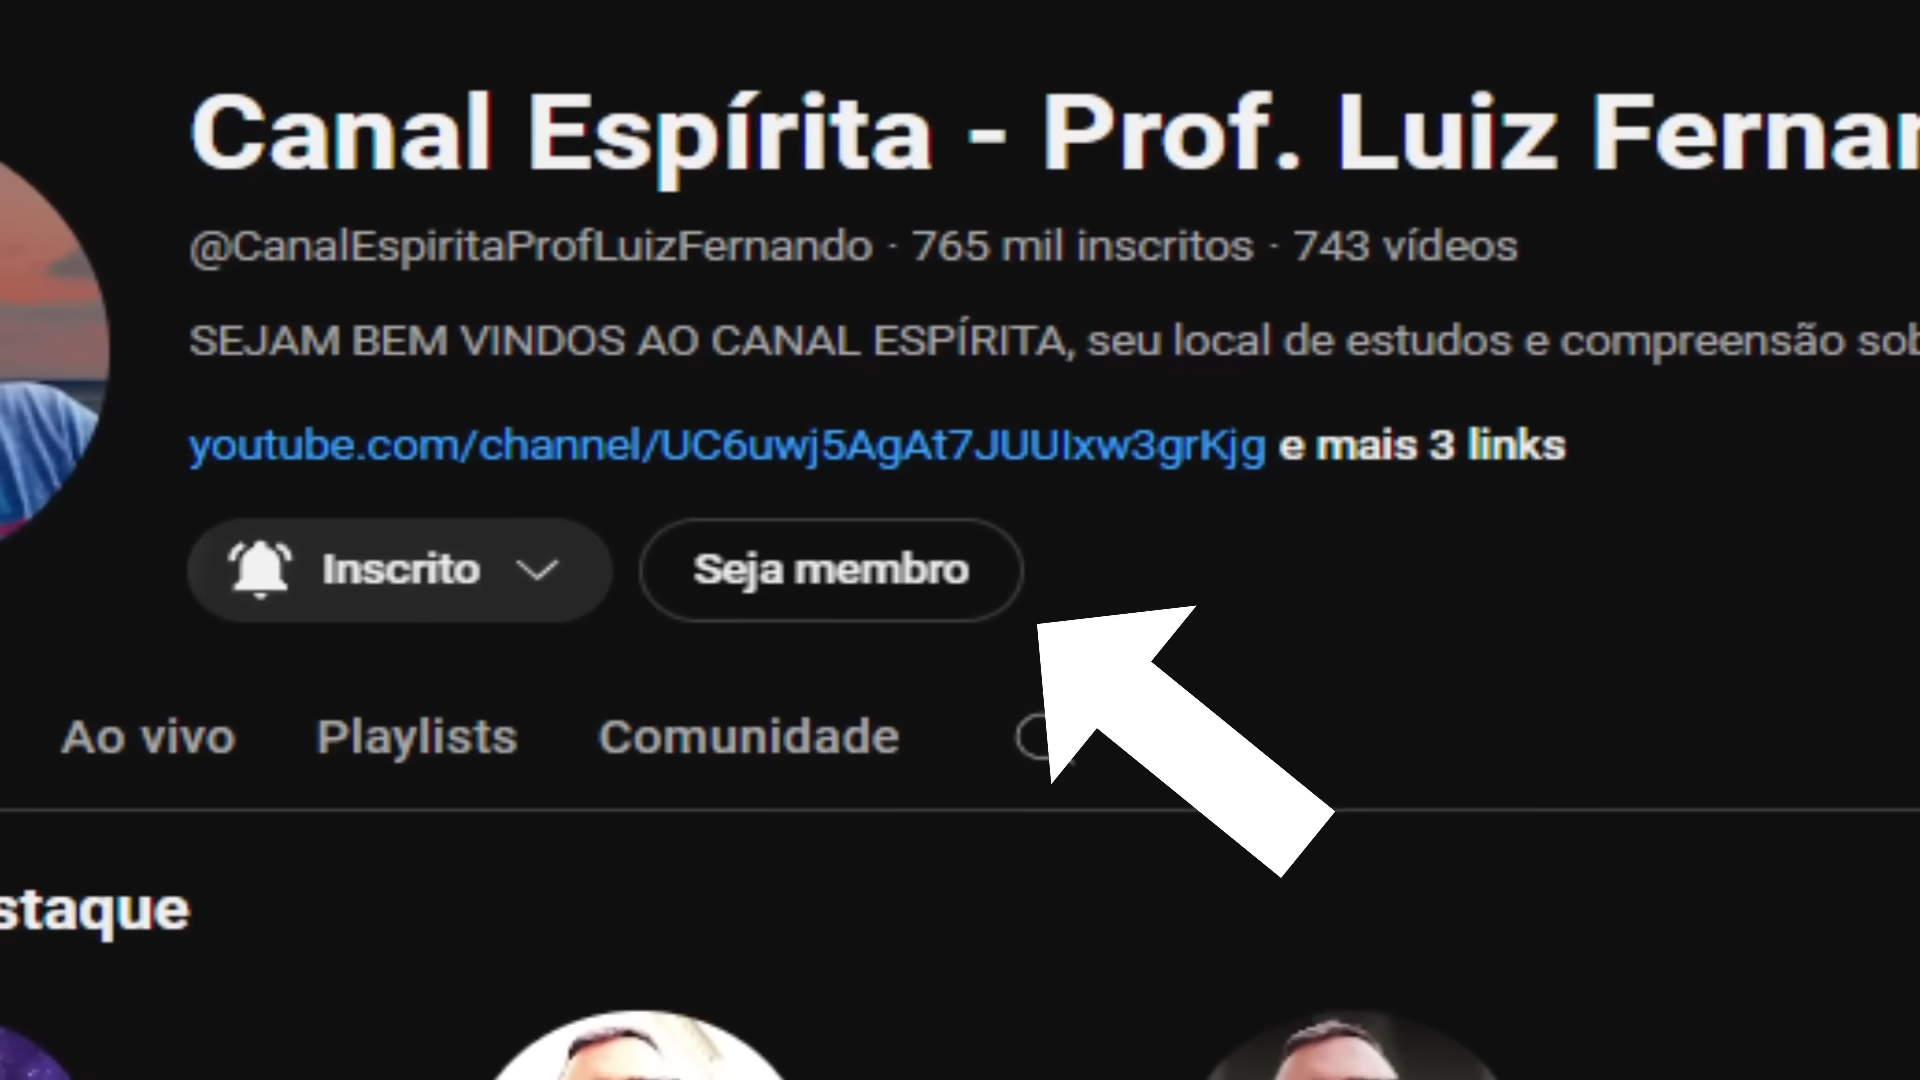 Canal Espírita - Prof. Luiz Fernan
@CanalEspiritaProfLuizFernando · 765 mil inscritos · 743 vídeos
SEJAM BEM VINDOS AO CANAL ESPÍRITA, seu local de estudos e compreensão sob
youtube.com/channel/UC6uwj5AgAt7JUUIxw3grKjg e mais 3 links
Inscrito Seja membro
Ao vivo Playlists Comunidade
staque